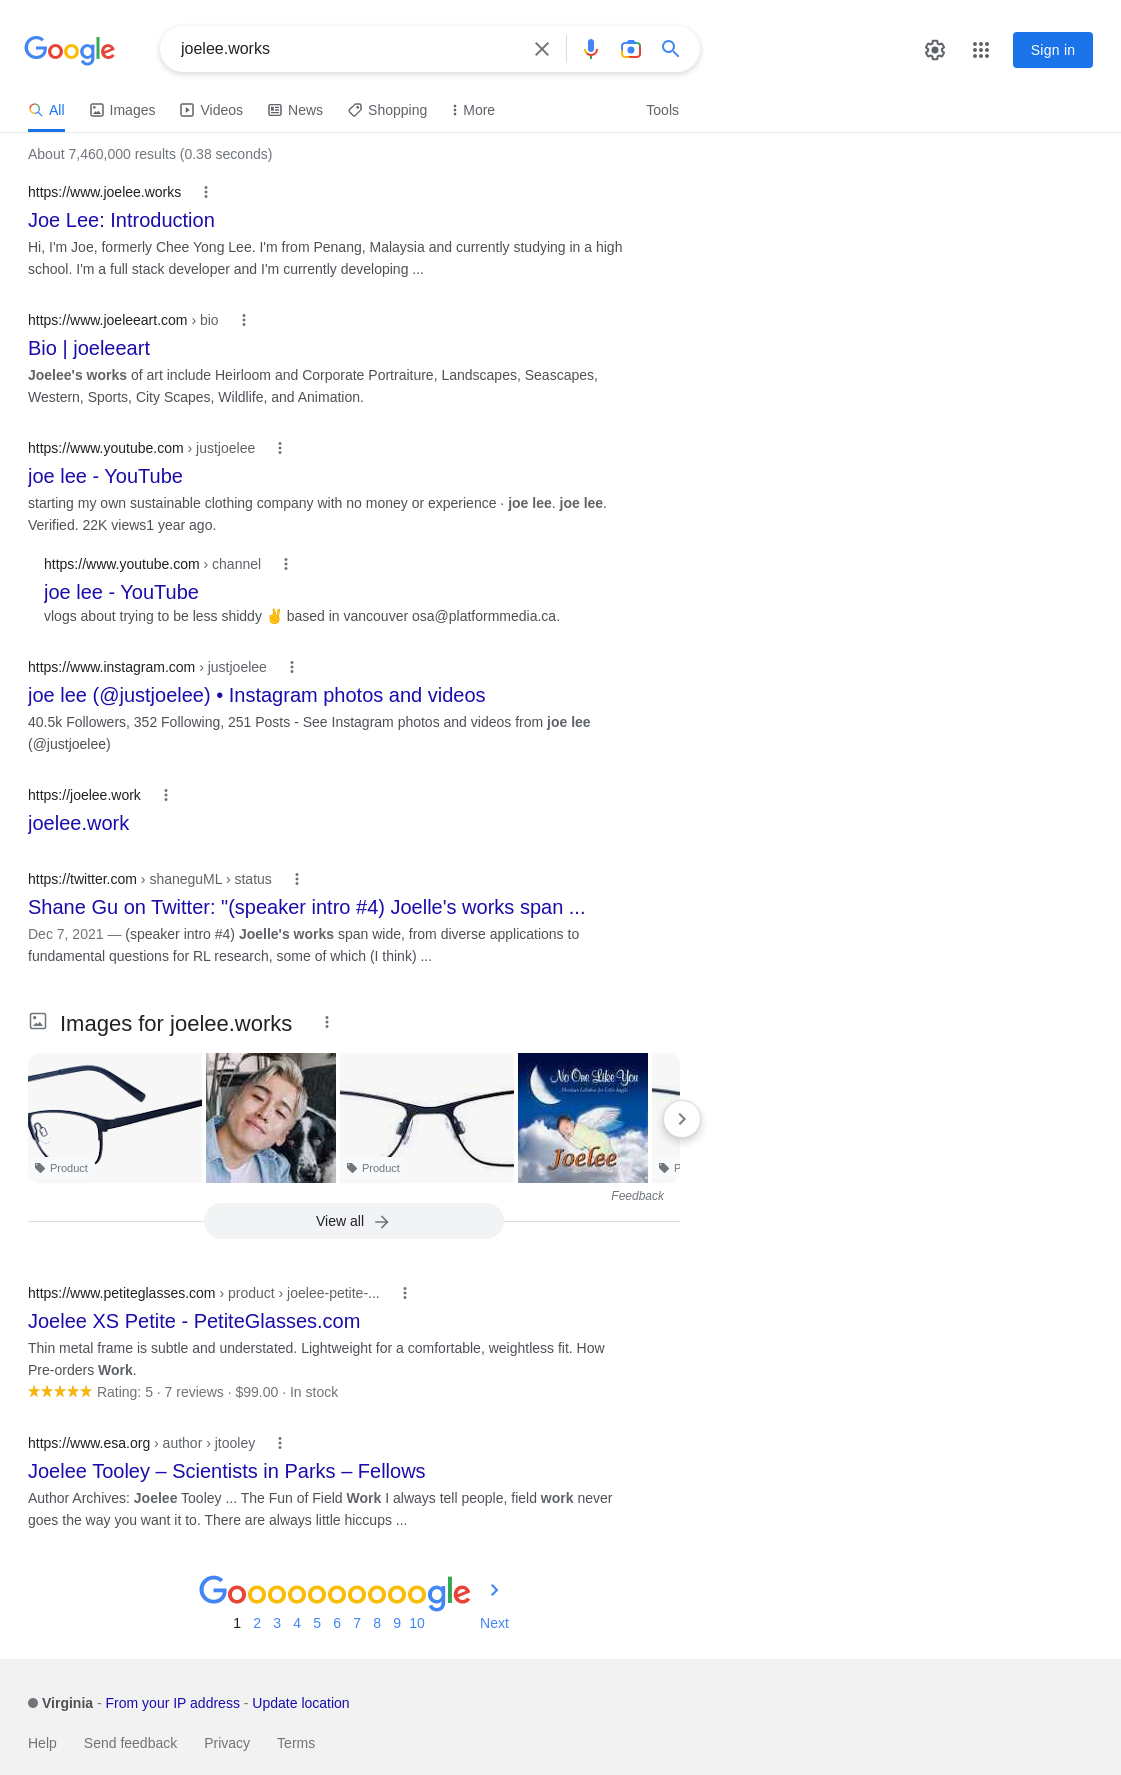 Google
joelee.works
Sign in
All
Images
Videos
News
Shopping
More
Tools
About 7,460,000 results (0.38 seconds)
https://www.joelee.works
Joe Lee: Introduction
Hi, I'm Joe, formerly Chee Yong Lee. I'm from Penang, Malaysia and currently studying in a high
school. I'm a full stack developer and I'm currently developing ...
https://www.joeleeart.com › bio
Bio | joeleeart
Joelee's works of art include Heirloom and Corporate Portraiture, Landscapes, Seascapes,
Western, Sports, City Scapes, Wildlife, and Animation.
https://www.youtube.com › justjoelee
joe lee - YouTube
starting my own sustainable clothing company with no money or experience · joe lee. joe lee.
Verified. 22K views1 year ago.
https://www.youtube.com › channel
joe lee - YouTube
vlogs about trying to be less shiddy ✌️ based in vancouver osa@platformmedia.ca.
https://www.instagram.com › justjoelee
joe lee (@justjoelee) • Instagram photos and videos
40.5k Followers, 352 Following, 251 Posts - See Instagram photos and videos from joe lee
(@justjoelee)
https://joelee.work
joelee.work
https://twitter.com › shaneguML › status
Shane Gu on Twitter: "(speaker intro #4) Joelle's works span ...
Dec 7, 2021 — (speaker intro #4) Joelle's works span wide, from diverse applications to
fundamental questions for RL research, some of which (I think) ...
Images for joelee.works
No One Like You
Christian Lullabies for Little Angels
Joelee
Product
Product
P
Feedback
View all
https://www.petiteglasses.com › product › joelee-petite-...
Joelee XS Petite - PetiteGlasses.com
Thin metal frame is subtle and understated. Lightweight for a comfortable, weightless fit. How
Pre-orders Work.
★★★★★ Rating: 5 · 7 reviews · $99.00 · In stock
https://www.esa.org › author › jtooley
Joelee Tooley – Scientists in Parks – Fellows
Author Archives: Joelee Tooley ... The Fun of Field Work I always tell people, field work never
goes the way you want it to. There are always little hiccups ...
Goooooooooogle
1 2 3 4 5 6 7 8 9 10 Next
Virginia - From your IP address - Update location
Help Send feedback Privacy Terms